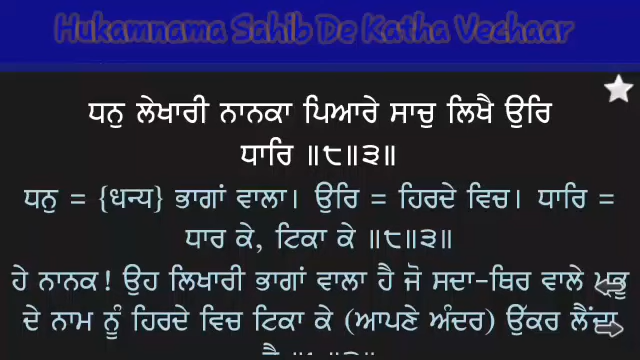 Hukamnama Sahib De Katha Vechaar
ਧਨੁ ਲੇਖਾਰੀ ਨਾਨਕਾ ਪਿਆਰੇ ਸਾਚੁ ਲਿਖੈ ਉਰਿ
ਧਾਰਿ ॥੮॥੩॥
ਧਨੁ = {ਧਨ੍ਯ} ਭਾਗਾਂ ਵਾਲਾ। ਉਰਿ = ਹਿਰਦੇ ਵਿਚ। ਧਾਰਿ =
ਧਾਰ ਕੇ, ਟਿਕਾ ਕੇ ॥੮॥੩॥
ਹੇ ਨਾਨਕ! ਉਹ ਲਿਖਾਰੀ ਭਾਗਾਂ ਵਾਲਾ ਹੈ ਜੋ ਸਦਾ-ਥਿਰ ਵਾਲੇ ਪ੍ਰਭੂ
ਦੇ ਨਾਮ ਨੂੰ ਹਿਰਦੇ ਵਿਚ ਟਿਕਾ ਕੇ (ਆਪਣੇ ਅੰਦਰ) ਉੱਕਰ ਲੈਂਦਾ